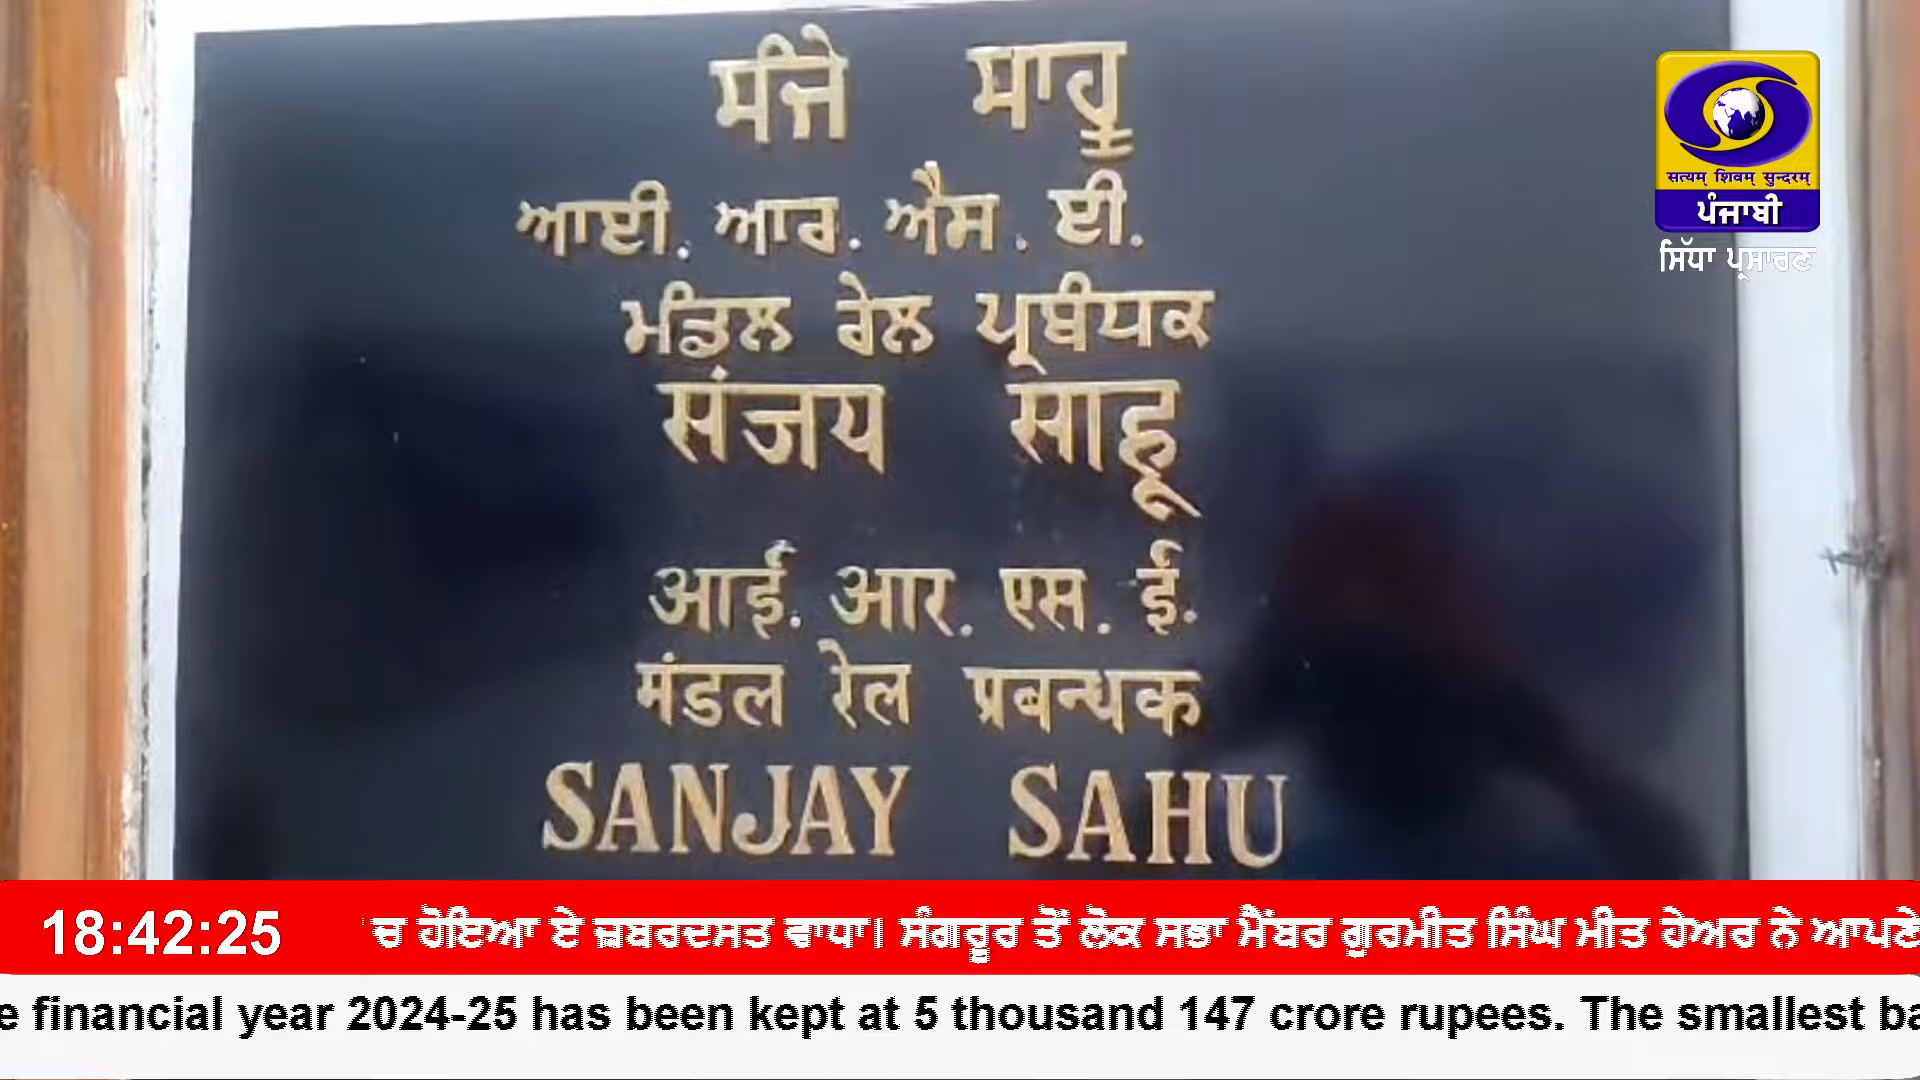 ਸੰਜੇ ਸਾਹੂ
ਆਈ. ਆਰ. ਐਸ. ਈ.
ਮੰਡਲ ਰੇਲ ਪ੍ਰਬੰਧਕ
संजय साहू
आई. आर. एस. ई.
मंडल रेल प्रबन्धक
SANJAY SAHU
सत्यम् शिवम् सुन्दरम्
ਪੰਜਾਬੀ
ਸਿੱਧਾ ਪ੍ਰਸਾਰਣ
18:42:25 ਚ ਹੋਇਆ ਏ ਜ਼ਬਰਦਸਤ ਵਾਧਾ। ਸੰਗਰੂਰ ਤੋਂ ਲੋਕ ਸਭਾ ਮੈਂਬਰ ਗੁਰਮੀਤ ਸਿੰਘ ਮੀਤ ਹੇਅਰ ਨੇ ਆਪਣੇ
e financial year 2024-25 has been kept at 5 thousand 147 crore rupees. The smallest ba